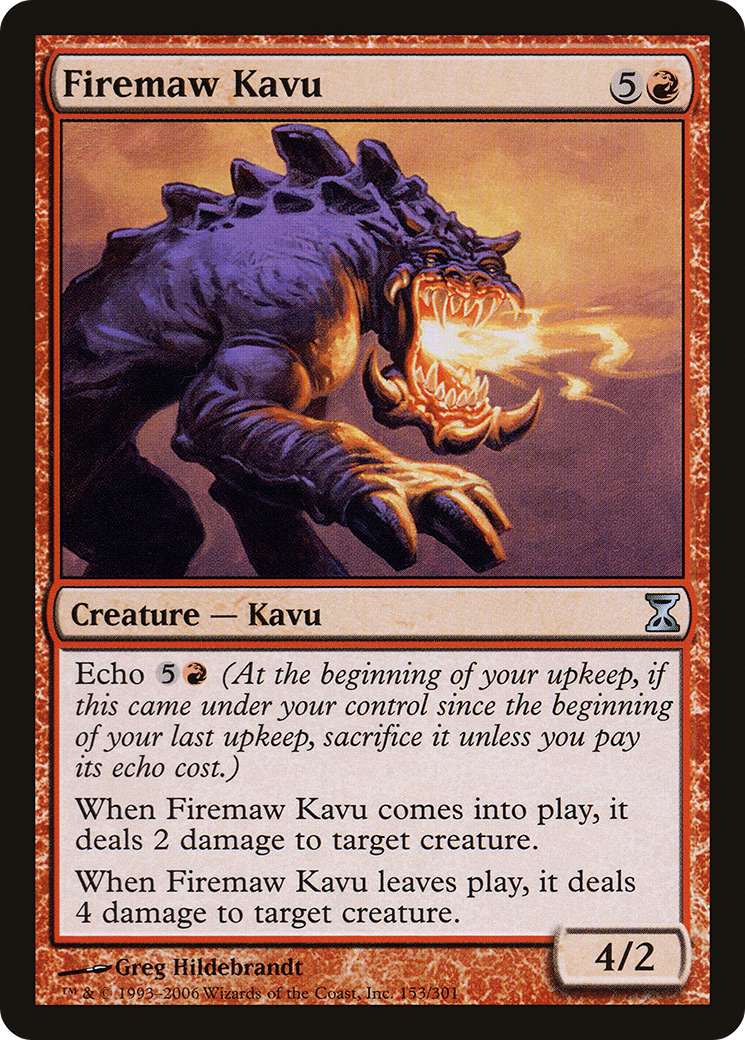 Firemaw Kavu 5
Creature — Kavu
Echo 5 (At the beginning of your upkeep, if
this came under your control since the beginning
of your last upkeep, sacrifice it unless you pay
its echo cost.)
When Firemaw Kavu comes into play, it
deals 2 damage to target creature.
When Firemaw Kavu leaves play, it deals
4 damage to target creature.
4/2
Greg Hildebrandt
™ & © 1993–2006 Wizards of the Coast, Inc. 153/301